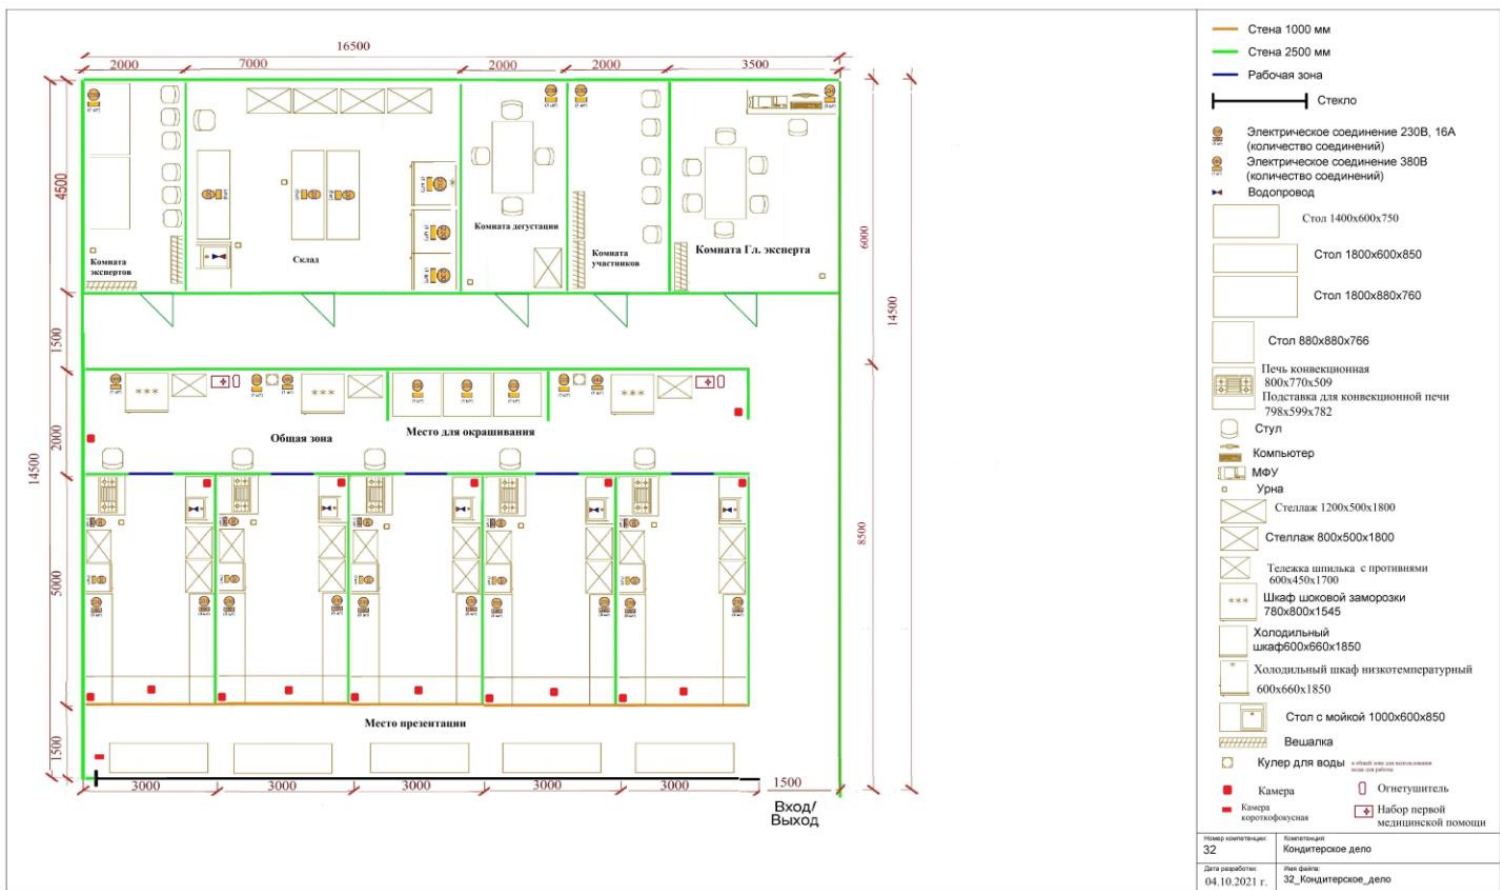 16500
2000
7000
2000
2000
3500
4500
1500
2000
14500
5000
1500
6000
14500
8500
Комната
экспертов
Склад
Комната дегустации
Комната
участников
Комната Гл. эксперта
Общая зона
Место для окрашивания
Место презентации
3000
3000
3000
3000
3000
1500
Вход/
Выход
Стена 1000 мм
Стена 2500 мм
Рабочая зона
Стекло
Электрическое соединение 230В, 16А
(количество соединений)
Электрическое соединение 380В
(количество соединений)
Водопровод
Стол 1400х600х750
Стол 1800х600х850
Стол 1800х880х760
Стол 880х880х766
Печь конвекционная
800х770х509
Подставка для конвекционной печи
798х599х782
Стул
Компьютер
МФУ
Урна
Стеллаж 1200х500х1800
Стеллаж 800х500х1800
Тележка шпилька с противнями
600х450х1700
Шкаф шоковой заморозки
780х800х1545
Холодильный
шкаф600х660х1850
Холодильный шкаф низкотемпературный
600х660х1850
Стол с мойкой 1000х600х850
Вешалка
Кулер для воды
Камера
Огнетушитель
Камера
короткофокусная
Набор первой
медицинской помощи
Номер компетенции:
32
Компетенция:
Кондитерское дело
Дата разработки:
04.10.2021 г.
Имя файла:
32_Кондитерское_дело